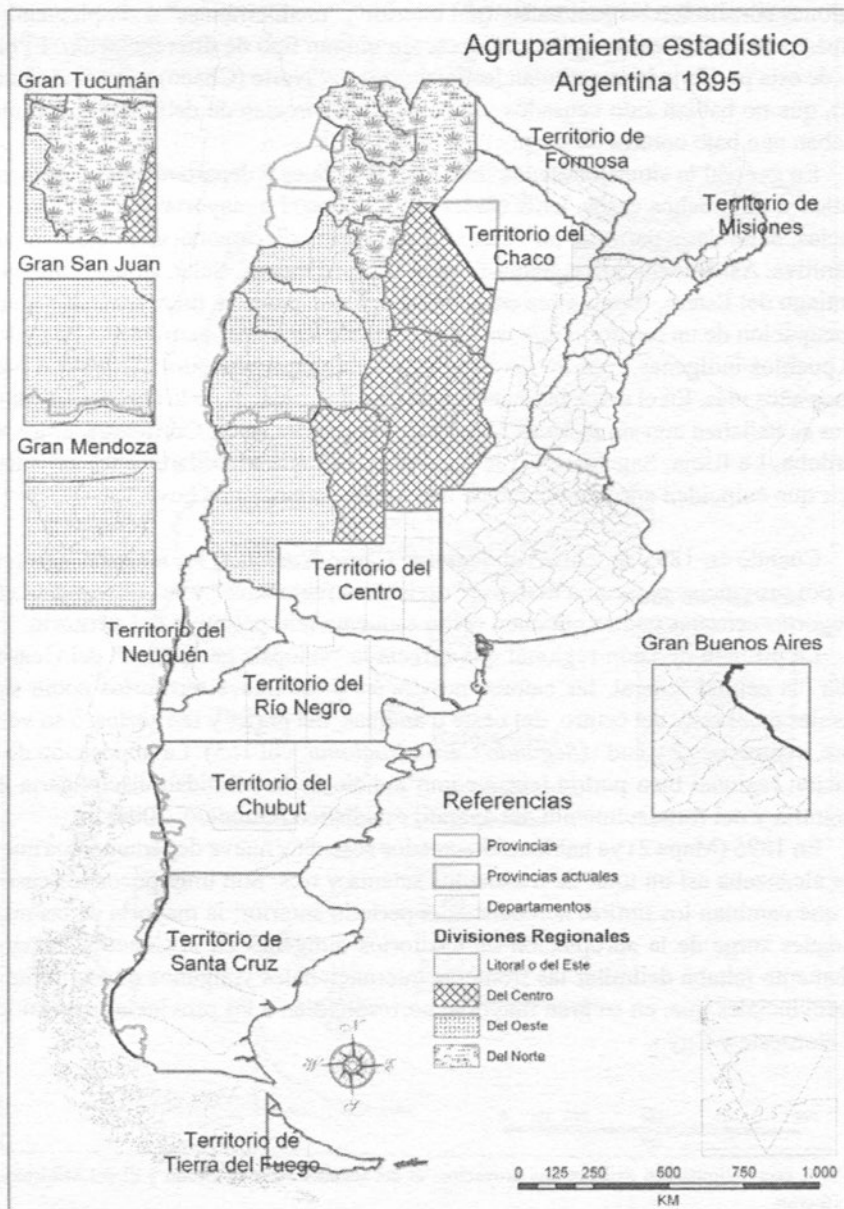 Agrupamiento estadístico
Argentina 1895
Gran Tucumán
Gran San Juan
Gran Mendoza
Territorio de
Formosa
Territorio de
Misiones
Territorio del
Chaco
Territorio del
Centro
Territorio del
Neuquén
Territorio del
Río Negro
Territorio del
Chubut
Territorio de
Santa Cruz
Territorio de
Tierra del Fuego
Gran Buenos Aires
Referencias
Provincias
Provincias actuales
Departamentos
Divisiones Regionales
Litoral o del Este
Del Centro
Del Oeste
Del Norte
0 125 250 500 750 1.000
KM